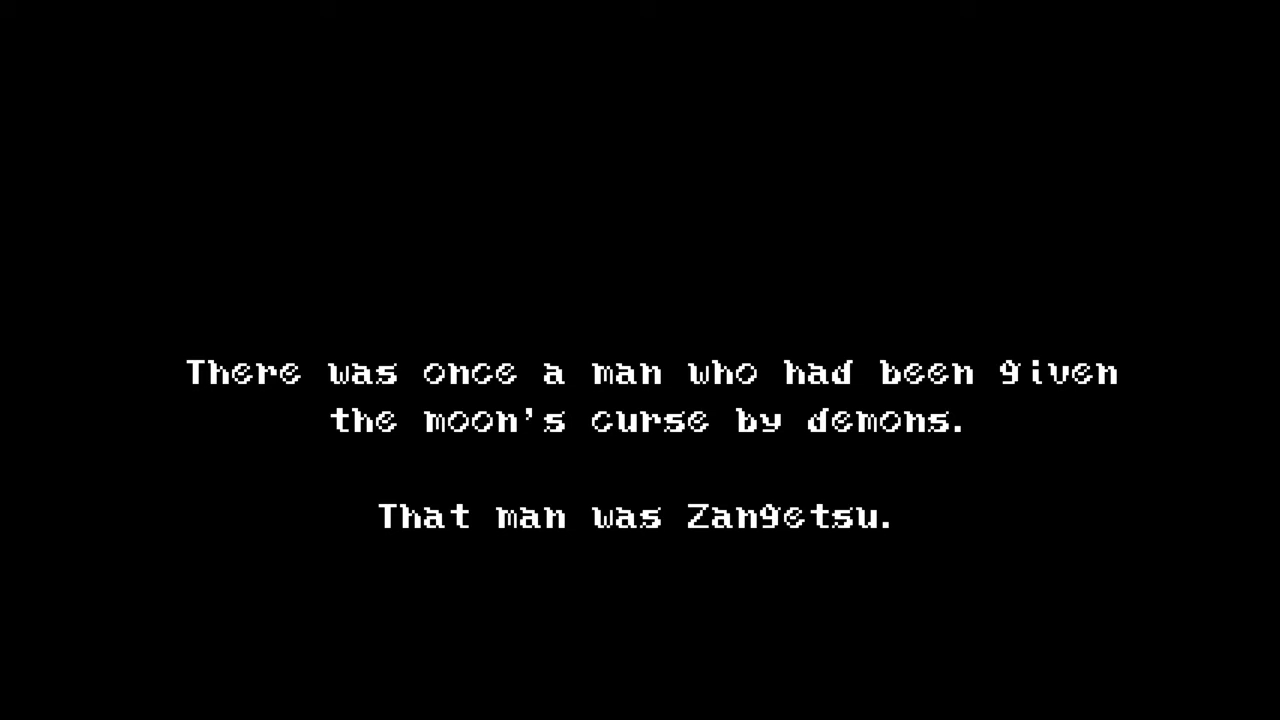 There was once a man who had been given
the moon's curse by demons.
That man was Zangetsu.